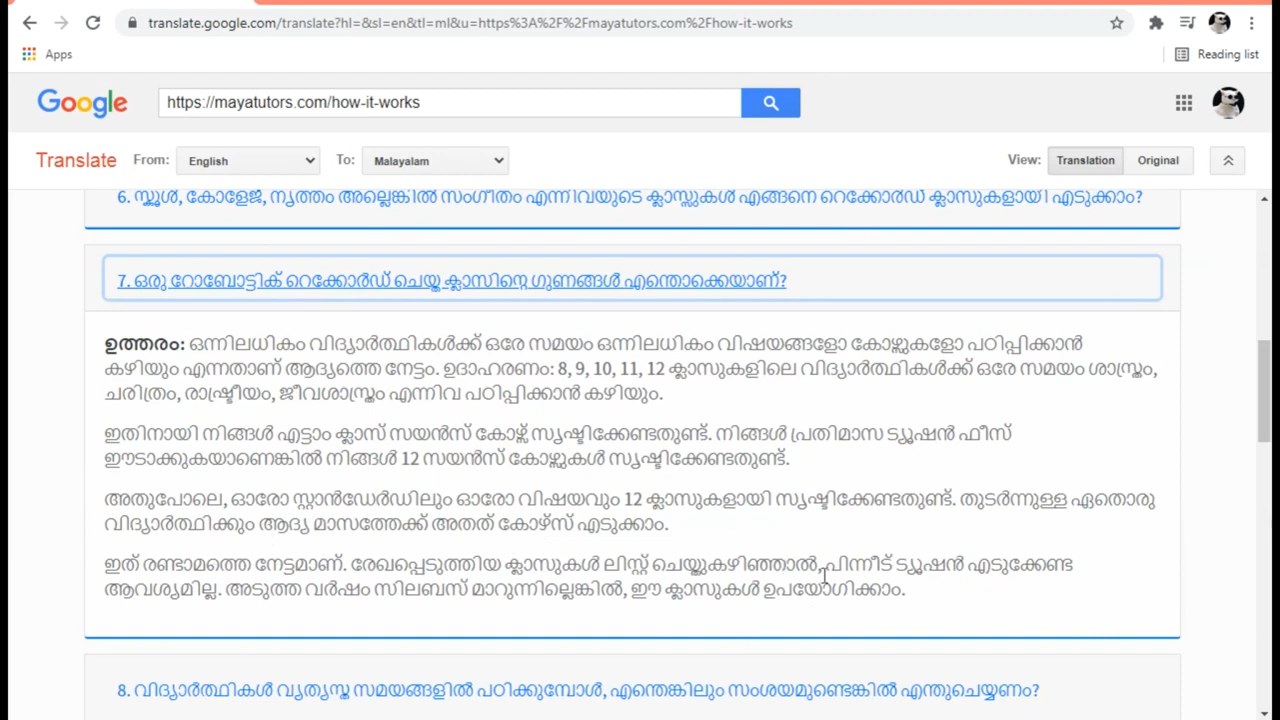 translate.google.com/translate?hl=&sl=en&tl=ml&u=https%3A%2F%2Fmayatutors.com%2Fhow-it-works
Apps
Reading list
Google
https://mayatutors.com/how-it-works
Translate
From:
English
To:
Malayalam
View:
Translation
Original
6. സ്കൂൾ, കോളേജ്, നൃത്തം അല്ലെങ്കിൽ സംഗീതം എന്നിവയുടെ ക്ലാസ്സുകൾ എങ്ങനെ റെക്കോർഡ് ക്ലാസുകളായി എടുക്കാം?
7. ഒരു റോബോട്ടിക് റെക്കോർഡ് ചെയ്ത ക്ലാസിന്റെ ഗുണങ്ങൾ എന്തൊക്കെയാണ്?
ഉത്തരം: ഒന്നിലധികം വിദ്യാർത്ഥികൾക്ക് ഒരേ സമയം ഒന്നിലധികം വിഷയങ്ങളോ കോഴ്സുകളോ പഠിപ്പിക്കാൻ
കഴിയും എന്നതാണ് ആദ്യത്തെ നേട്ടം. ഉദാഹരണം: 8, 9, 10, 11, 12 ക്ലാസുകളിലെ വിദ്യാർത്ഥികൾക്ക് ഒരേ സമയം ശാസ്ത്രം,
ചരിത്രം, രാഷ്ട്രീയം, ജീവശാസ്ത്രം എന്നിവ പഠിപ്പിക്കാൻ കഴിയും.
ഇതിനായി നിങ്ങൾ എട്ടാം ക്ലാസ് സയൻസ് കോഴ്സ് സൃഷ്ടിക്കേണ്ടതുണ്ട്. നിങ്ങൾ പ്രതിമാസ ട്യൂഷൻ ഫീസ്
ഈടാക്കുകയാണെങ്കിൽ നിങ്ങൾ 12 സയൻസ് കോഴ്സുകൾ സൃഷ്ടിക്കേണ്ടതുണ്ട്.
അതുപോലെ, ഓരോ സ്റ്റാൻഡേർഡിലും ഓരോ വിഷയവും 12 ക്ലാസുകളായി സൃഷ്ടിക്കേണ്ടതുണ്ട്. തുടർന്നുള്ള ഏതൊരു
വിദ്യാർത്ഥിക്കും ആദ്യ മാസത്തേക്ക് അതത് കോഴ്സ് എടുക്കാം.
ഇത് രണ്ടാമത്തെ നേട്ടമാണ്. രേഖപ്പെടുത്തിയ ക്ലാസുകൾ ലിസ്റ്റ് ചെയ്തുകഴിഞ്ഞാൽ, പിന്നീട് ട്യൂഷൻ എടുക്കേണ്ട
ആവശ്യമില്ല. അടുത്ത വർഷം സിലബസ് മാറുന്നില്ലെങ്കിൽ, ഈ ക്ലാസുകൾ ഉപയോഗിക്കാം.
8. വിദ്യാർത്ഥികൾ വ്യത്യസ്ത സമയങ്ങളിൽ പഠിക്കുമ്പോൾ, എന്തെങ്കിലും സംശയമുണ്ടെങ്കിൽ എന്തുചെയ്യണം?